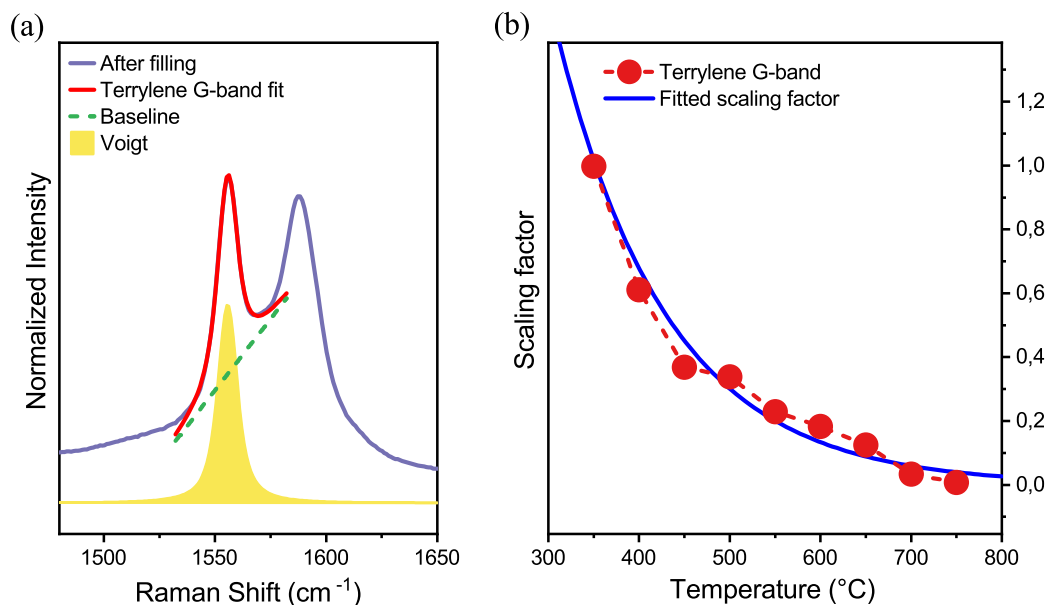 (a)
After filling
Terrylene G-band fit
Baseline
Voigt
Normalized Intensity
1500
1550
1600
1650
Raman Shift (cm⁻¹)
(b)
Terrylene G-band
Fitted scaling factor
Scaling factor
1,2
1,0
0,8
0,6
0,4
0,2
0,0
300
400
500
600
700
800
Temperature (°C)